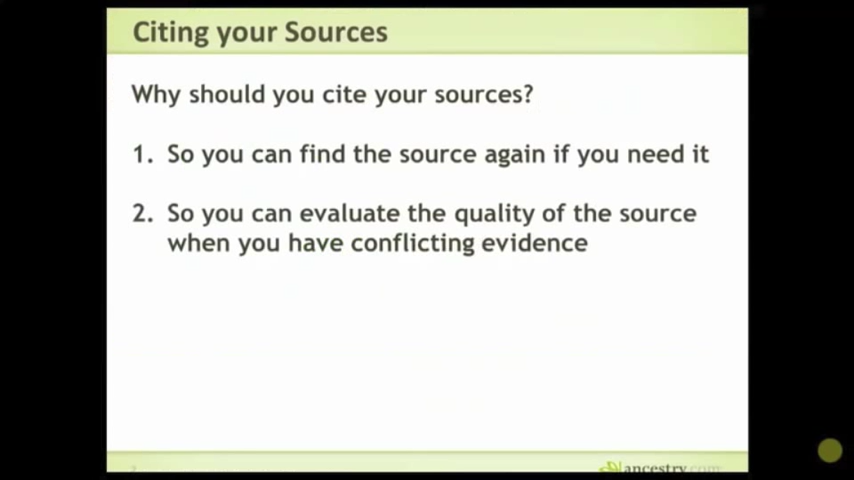 Citing your Sources
Why should you cite your sources?
1. So you can find the source again if you need it
2. So you can evaluate the quality of the source
when you have conflicting evidence
ancestry.com